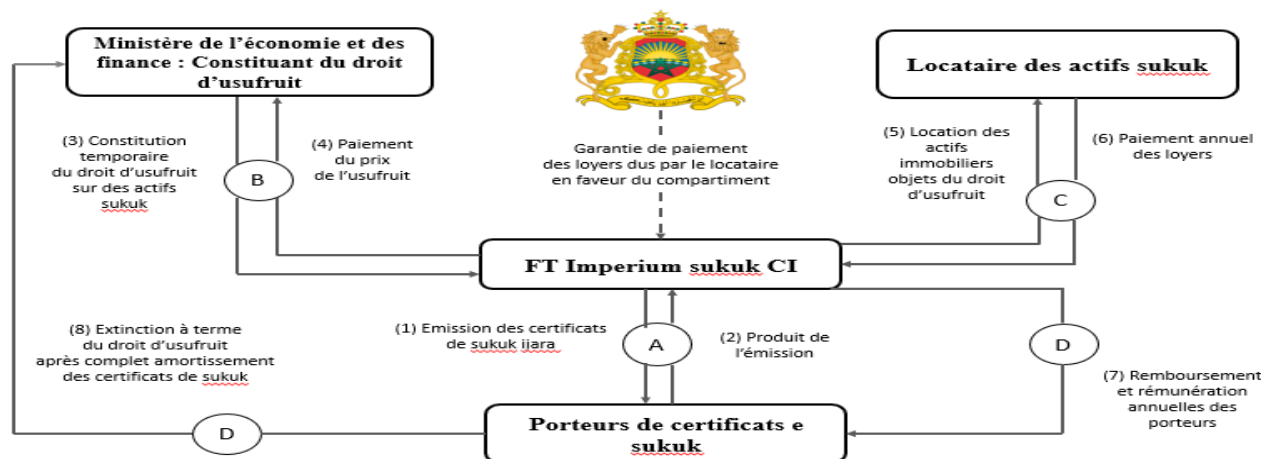 Ministère de l'économie et des
finance : Constituant du droit
d'usufruit
Locataire des actifs sukuk
(3) Constitution
temporaire
du droit d'usufruit
sur des actifs
sukuk
B
(4) Paiement
du prix
de l'usufruit
Garantie de paiement
des loyers dus par le locataire
en faveur du compartiment
(5) Location des
actifs
immobiliers
objets du droit
d'usufruit
C
(6) Paiement annuel
des loyers
FT Imperium sukuk CI
(8) Extinction à terme
du droit d'usufruit
après complet amortissement
des certificats de sukuk
(1) Emission des certificats
de sukuk ijara
A
(2) Produit de
l'émission
D
(7) Remboursement
et rémunération
annuelles des
porteurs
D
Porteurs de certificats e
sukuk